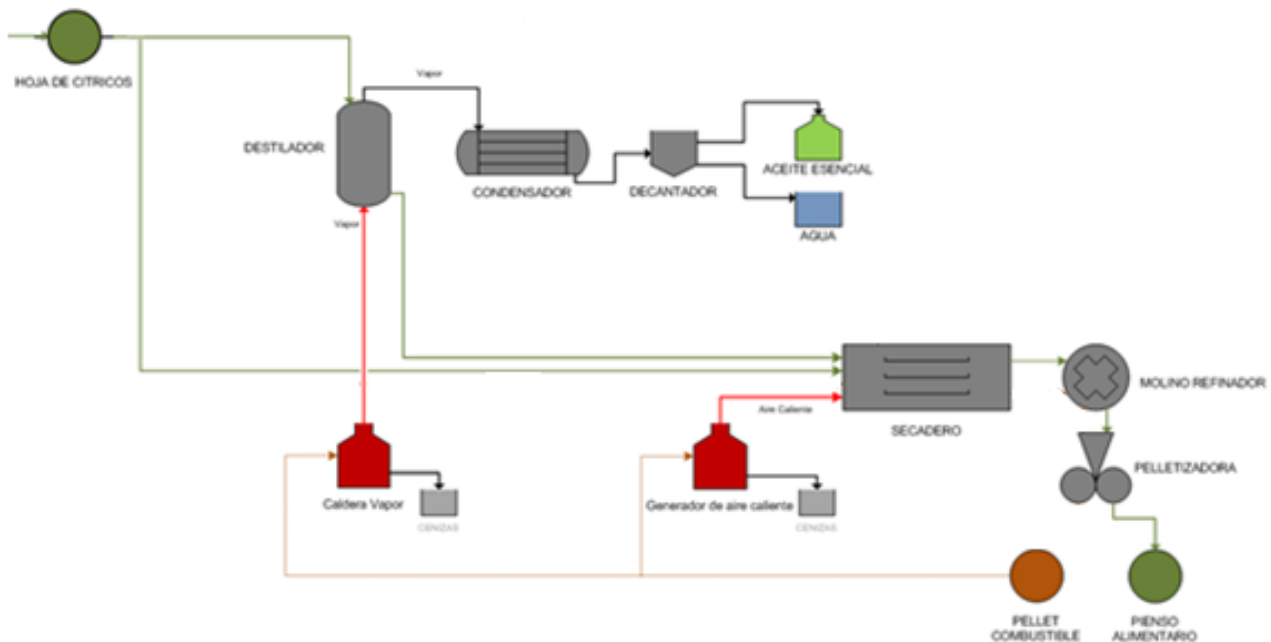 HOJA DE CITRICOS
Vapor
DESTILADOR
CONDENSADOR
DECANTADOR
ACEITE ESENCIAL
AGUA
Vapor
Aire Caliente
SECADERO
MOLINO REFINADOR
PELLETIZADORA
Caldera Vapor
CENIZAS
Generador de aire caliente
CENIZAS
PELLET
COMBUSTIBLE
PIENSO
ALIMENTARIO